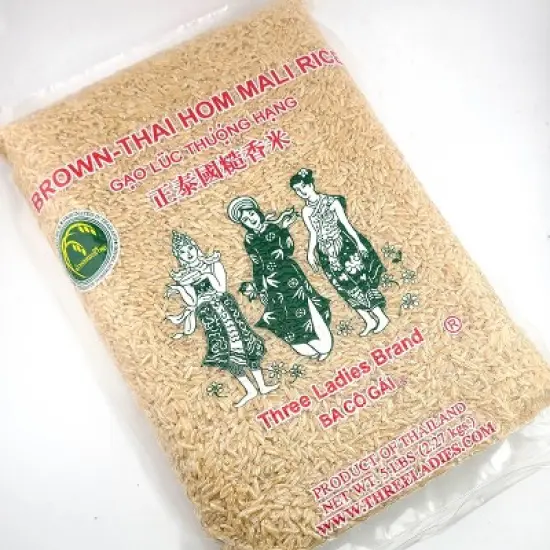 BROWN-THAI HOM MALI RICE
GẠO LỨC THƯỢNG HẠNG
正泰國糙香米
Three Ladies Brand ®
BA CÔ GÁI
PRODUCT OF THAILAND
NET WT. 5 LBS (2.27 kgs.)
WWW.THREELADIES.COM